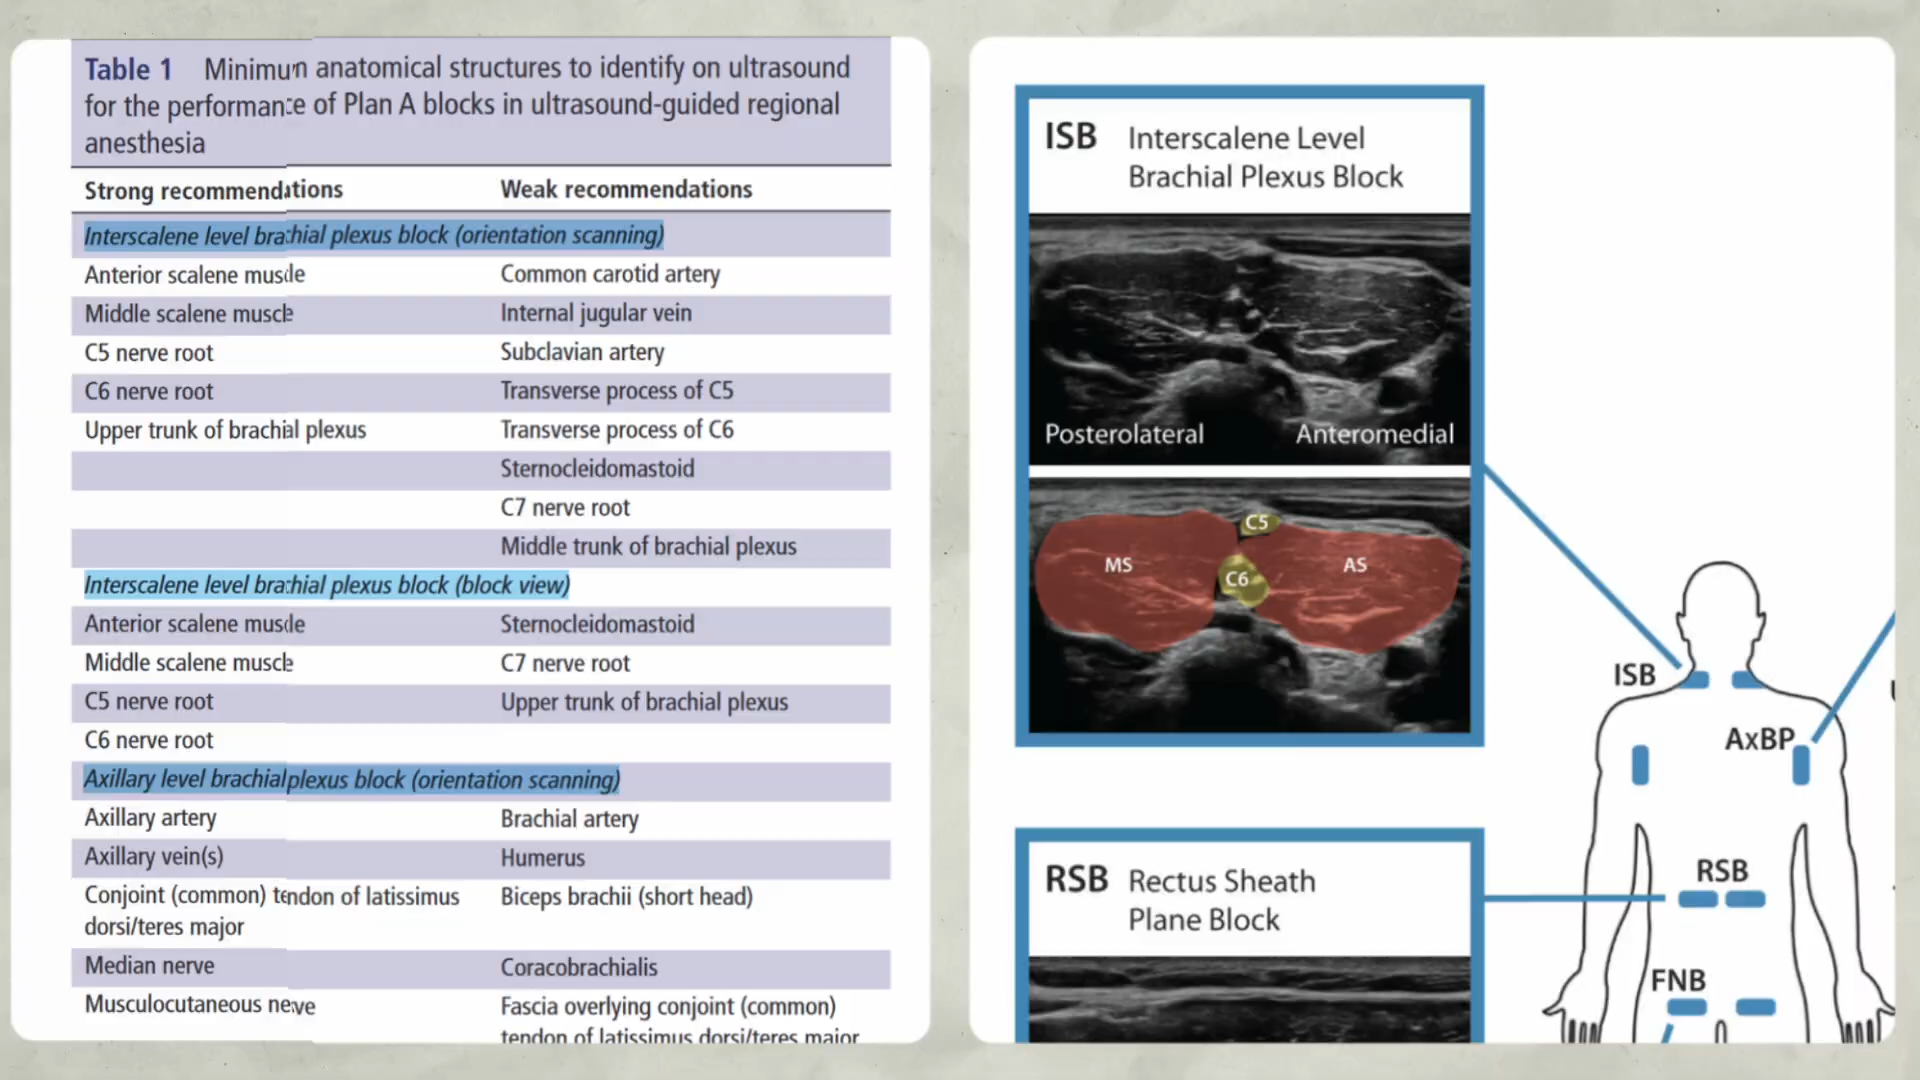 Table 1 Minimum anatomical structures to identify on ultrasound
for the performance of Plan A blocks in ultrasound-guided regional
anesthesia
Strong recommendations Weak recommendations
Interscalene level brachial plexus block (orientation scanning)
Anterior scalene muscle Common carotid artery
Middle scalene muscle Internal jugular vein
C5 nerve root Subclavian artery
C6 nerve root Transverse process of C5
Upper trunk of brachial plexus Transverse process of C6
Sternocleidomastoid
C7 nerve root
Middle trunk of brachial plexus
Interscalene level brachial plexus block (block view)
Anterior scalene muscle Sternocleidomastoid
Middle scalene muscle C7 nerve root
C5 nerve root Upper trunk of brachial plexus
C6 nerve root
Axillary level brachial plexus block (orientation scanning)
Axillary artery Brachial artery
Axillary vein(s) Humerus
Conjoint (common) tendon of latissimus Biceps brachii (short head)
dorsi/teres major
Median nerve Coracobrachialis
Musculocutaneous nerve Fascia overlying conjoint (common)
tendon of latissimus dorsi/teres major
ISB Interscalene Level
Brachial Plexus Block
Posterolateral Anteromedial
C5
MS AS
C6
RSB Rectus Sheath
Plane Block
ISB
AxBP
RSB
FNB